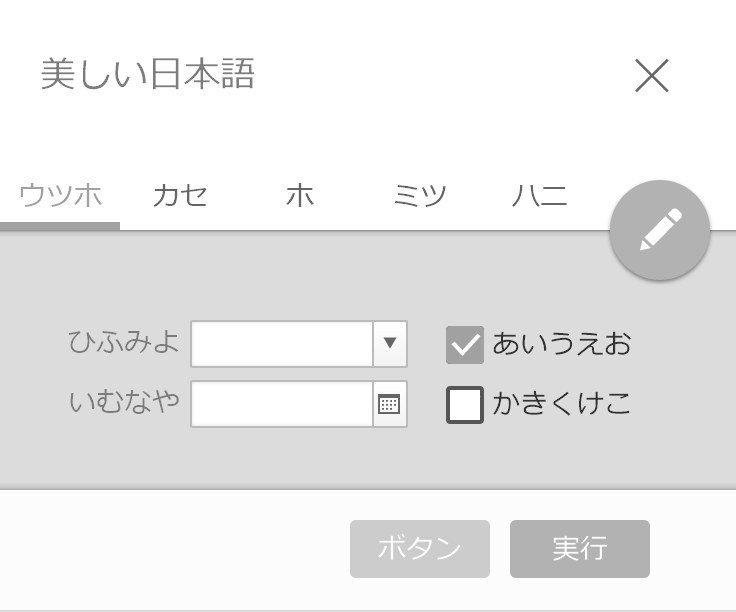 美しい日本語
ウツホ カセ ホ ミツ ハニ
ひふみよ
あいうえお
いむなや
かきくけこ
ボタン 実行